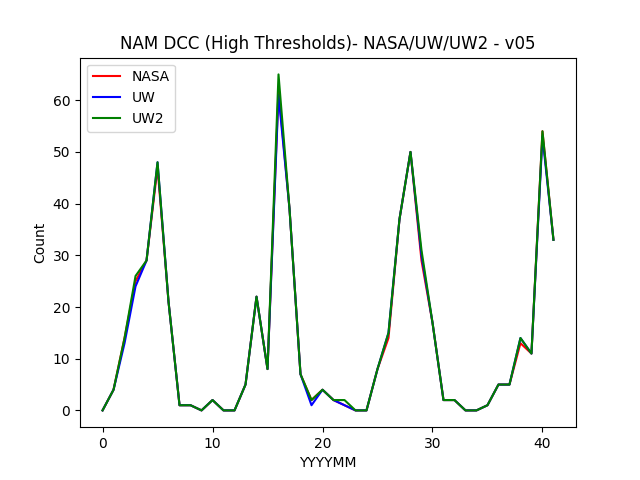 NAM DCC (High Thresholds)- NASA/UW/UW2 - v05
NASA
UW
UW2
60
50
40
30
20
10
0
Count
0 10 20 30 40
YYYYMM